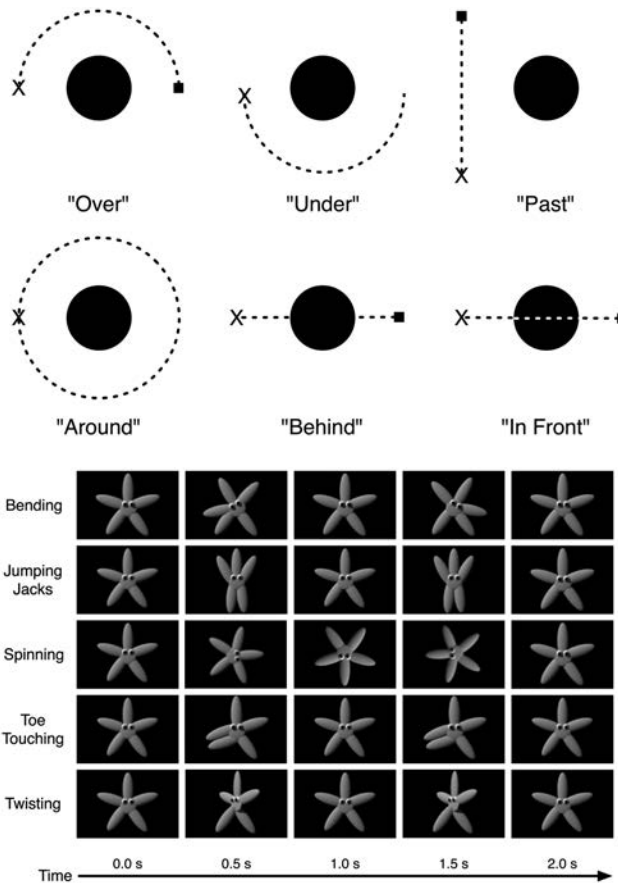 "Over" "Under" "Past"
"Around" "Behind" "In Front"
Bending
Jumping
Jacks
Spinning
Toe
Touching
Twisting
0.0 s 0.5 s 1.0 s 1.5 s 2.0 s
Time